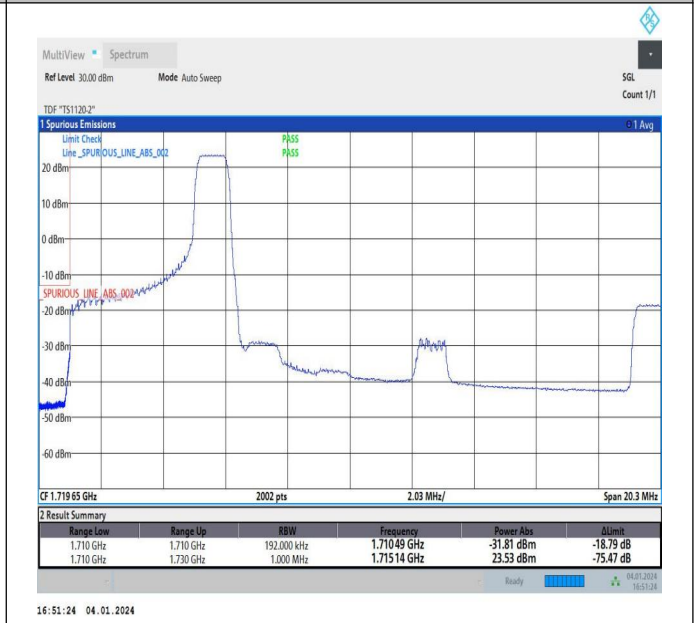 R S
MultiView Spectrum
Ref Level 30.00 dBm Mode Auto Sweep SGL
Count 1/1
TDF "TS1120-2"
1 Spurious Emissions 1 Avg
Limit Check PASS
Line _SPURIOUS_LINE_ABS_002 PASS
20 dBm
10 dBm
0 dBm
-10 dBm
_SPURIOUS_LINE_ABS_002
-20 dBm
-30 dBm
-40 dBm
-50 dBm
-60 dBm
CF 1.719 65 GHz 2002 pts 2.03 MHz/ Span 20.3 MHz
2 Result Summary
Range Low Range Up RBW Frequency Power Abs ΔLimit
1.710 GHz 1.710 GHz 192.000 kHz 1.71049 GHz -31.81 dBm -18.79 dB
1.710 GHz 1.730 GHz 1.000 MHz 1.71514 GHz 23.53 dBm -75.47 dB
Ready 04.01.2024
16:51:24
16:51:24 04.01.2024